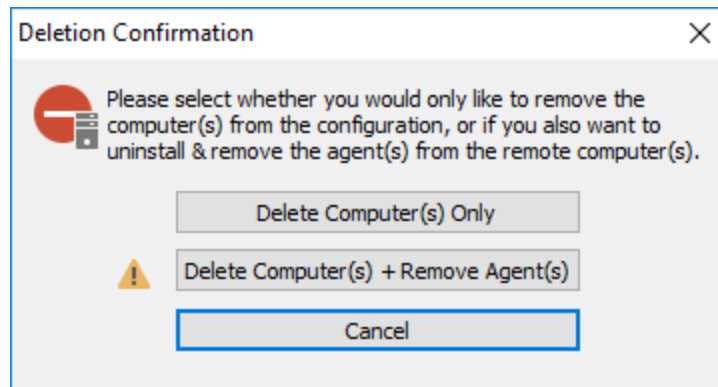 Deletion Confirmation
Please select whether you would only like to remove the
computer(s) from the configuration, or if you also want to
uninstall & remove the agent(s) from the remote computer(s).
Delete Computer(s) Only
Delete Computer(s) + Remove Agent(s)
Cancel